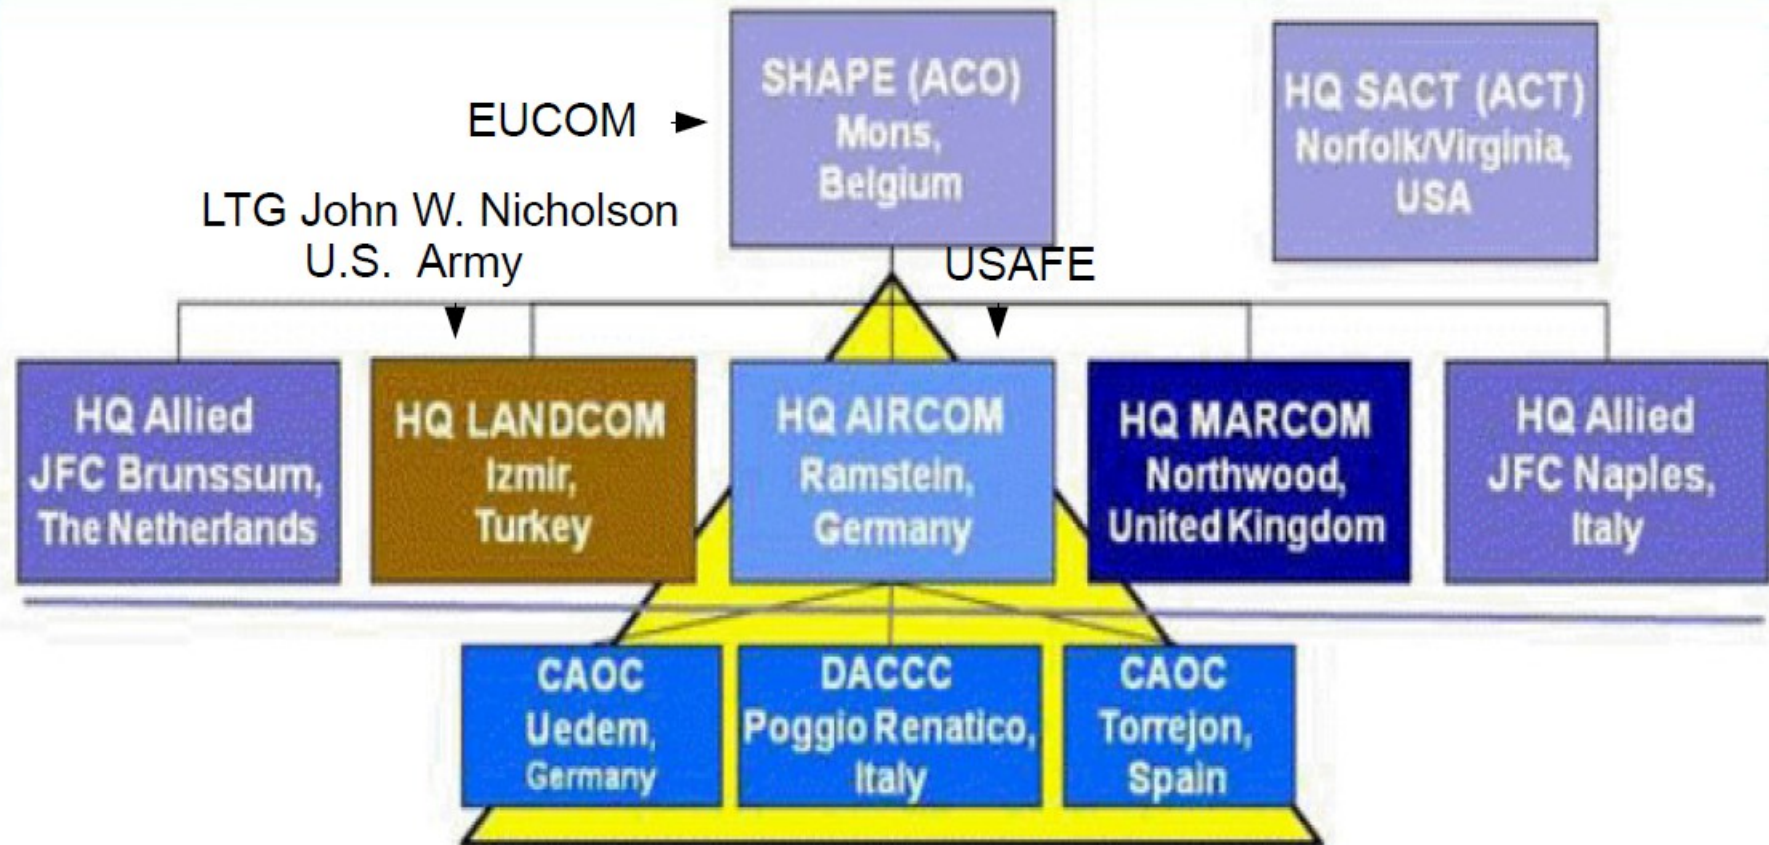 SHAPE (ACO)
Mons,
Belgium
HQ SACT (ACT)
Norfolk/Virginia,
USA
EUCOM
LTG John W. Nicholson
U.S. Army
USAFE
HQ Allied
JFC Brunssum,
The Netherlands
HQ LANDCOM
Izmir,
Turkey
HQ AIRCOM
Ramstein,
Germany
HQ MARCOM
Northwood,
United Kingdom
HQ Allied
JFC Naples,
Italy
CAOC
Uedem,
Germany
DACCC
Poggio Renatico,
Italy
CAOC
Torrejon,
Spain